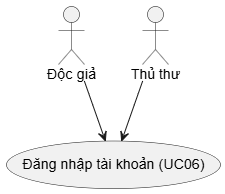 Độc giả Thủ thư
Đăng nhập tài khoản (UC06)